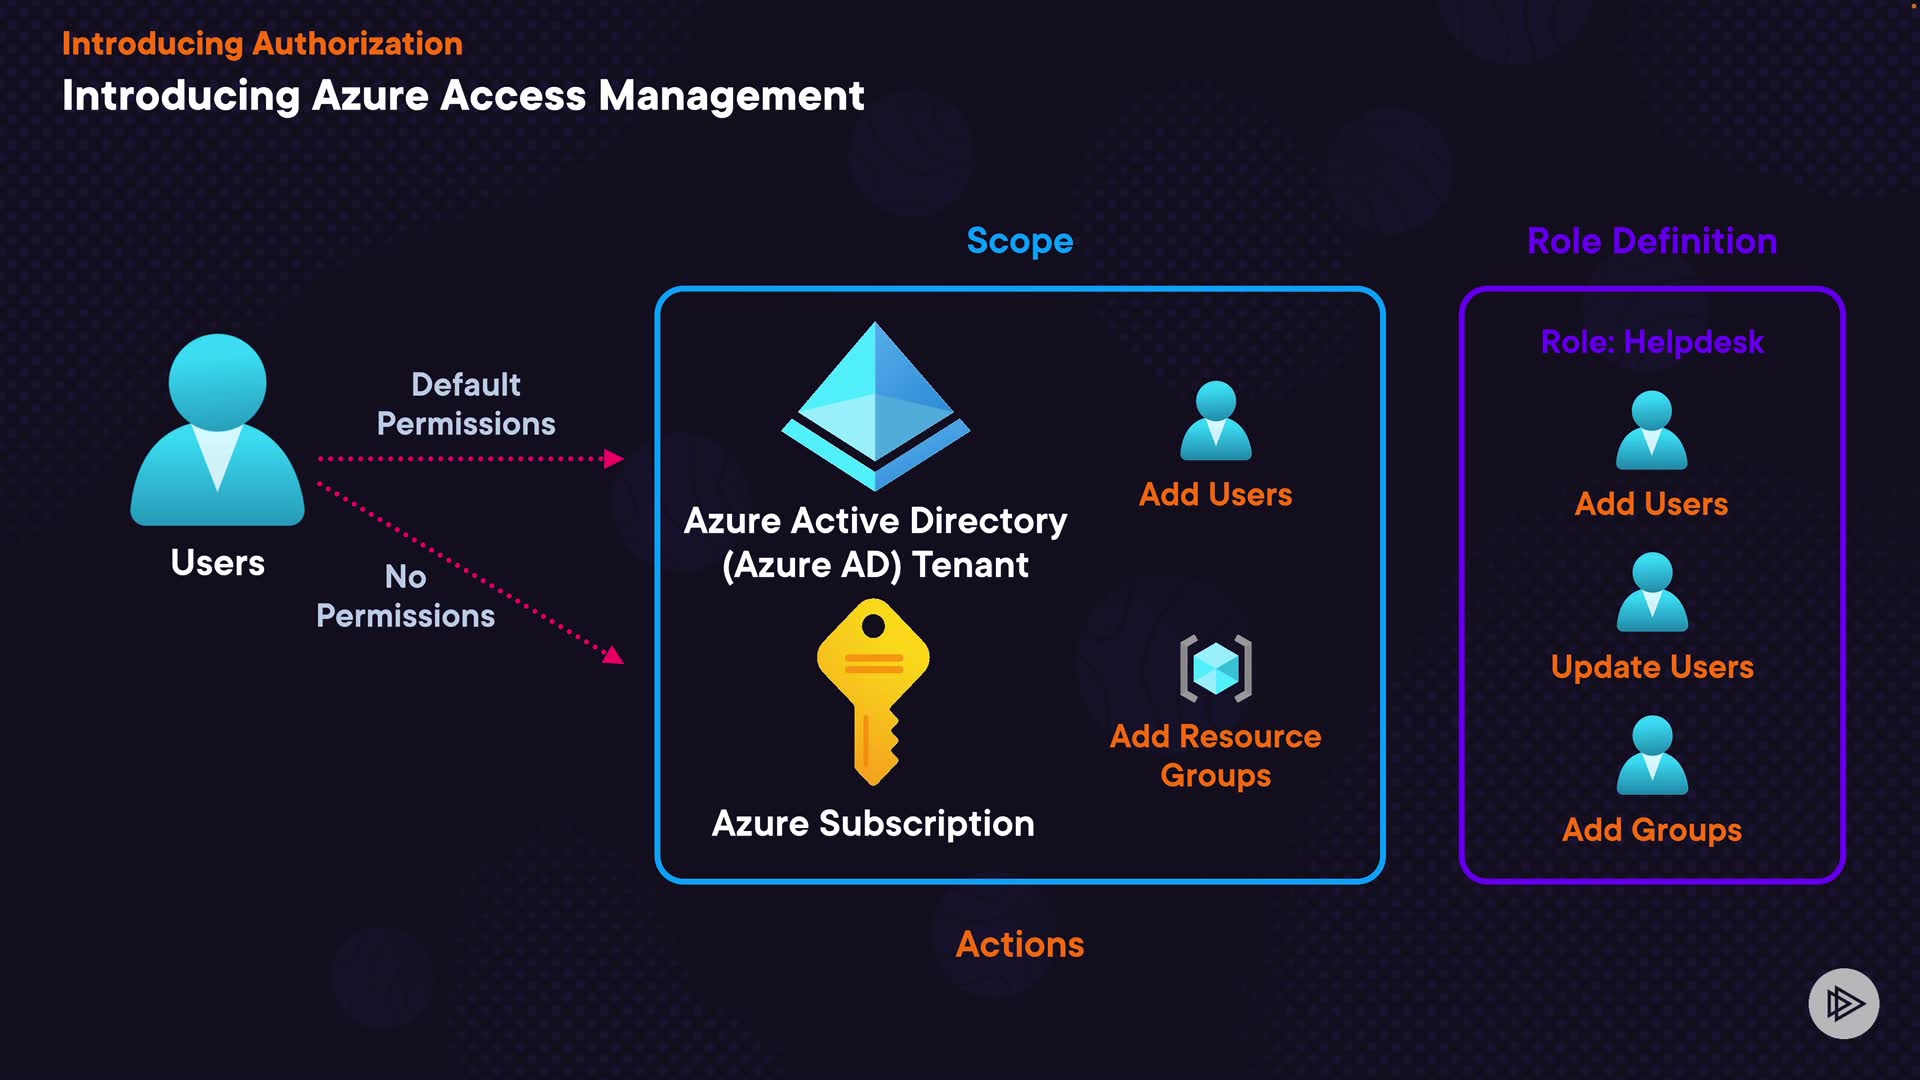 Introducing Authorization
Introducing Azure Access Management
Users
Default
Permissions
No
Permissions
Scope
Azure Active Directory
(Azure AD) Tenant
Add Users
Azure Subscription
Add Resource
Groups
Actions
Role Definition
Role: Helpdesk
Add Users
Update Users
Add Groups